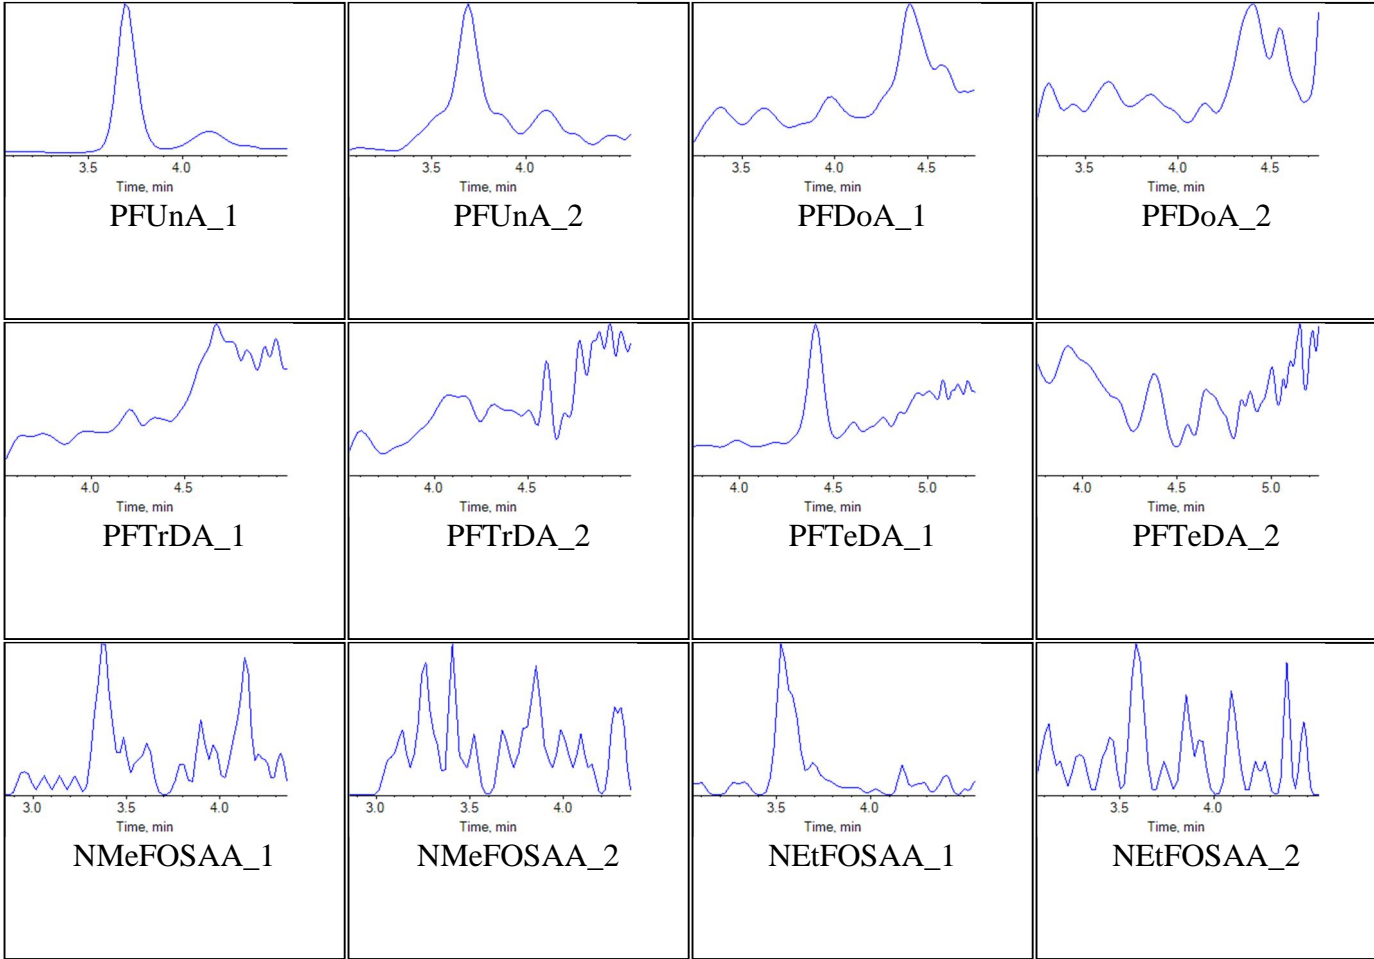 3.5 4.0
Time, min
PFUnA_1
3.5 4.0
Time, min
PFUnA_2
3.5 4.0 4.5
Time, min
PFDoA_1
3.5 4.0 4.5
Time, min
PFDoA_2
4.0 4.5
Time, min
PFTrDA_1
4.0 4.5
Time, min
PFTrDA_2
4.0 4.5 5.0
Time, min
PFTeDA_1
4.0 4.5 5.0
Time, min
PFTeDA_2
3.0 3.5 4.0
Time, min
NMeFOSAA_1
3.0 3.5 4.0
Time, min
NMeFOSAA_2
3.5 4.0
Time, min
NEtFOSAA_1
3.5 4.0
Time, min
NEtFOSAA_2